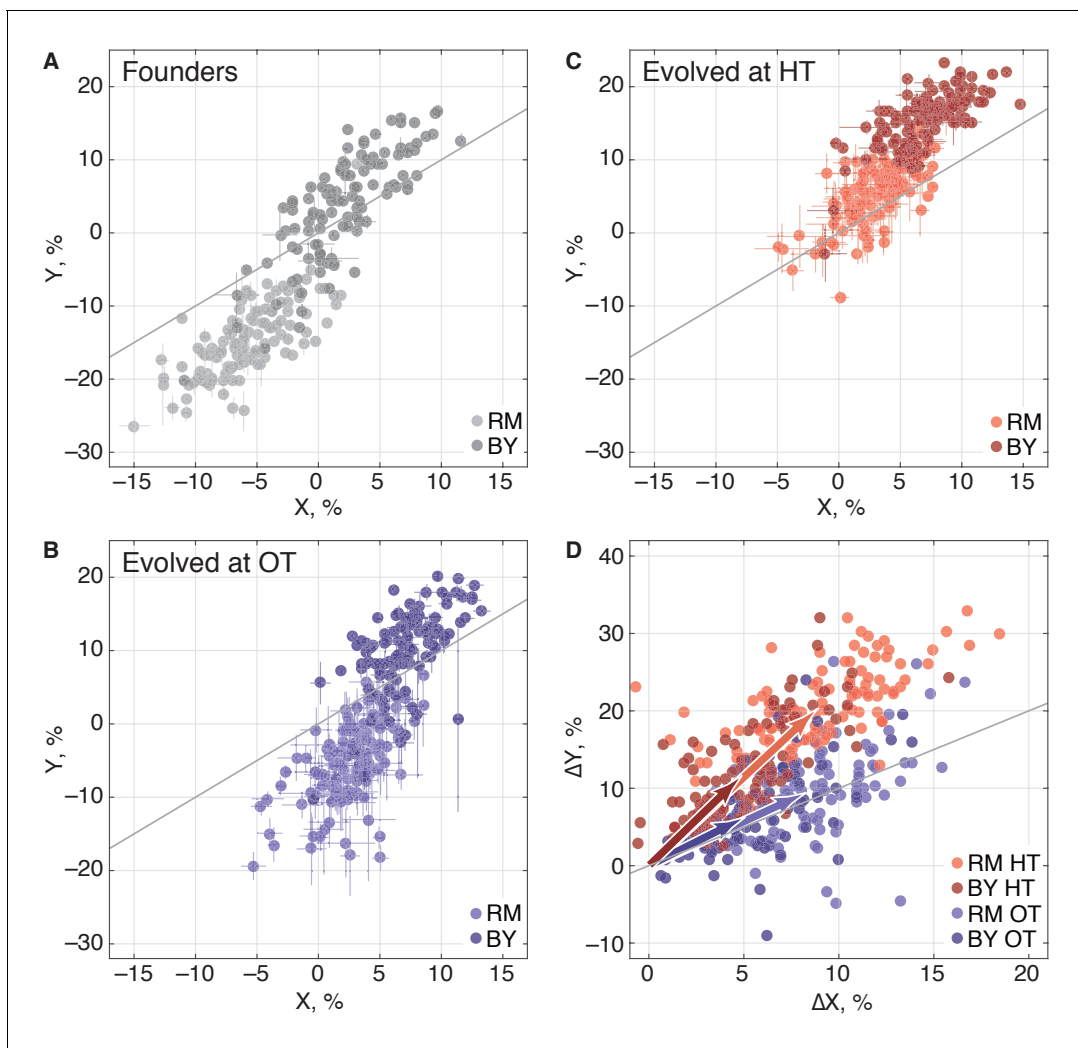 A
Founders
20
10
0
−10
−20
−30
Y, %
RM
BY
−15
−10
−5
0
5
10
15
X, %
C
Evolved at HT
20
10
0
−10
−20
−30
Y, %
RM
BY
−15
−10
−5
0
5
10
15
X, %
B
Evolved at OT
20
10
0
−10
−20
−30
Y, %
RM
BY
−15
−10
−5
0
5
10
15
X, %
D
40
30
20
10
0
−10
ΔY, %
RM HT
BY HT
RM OT
BY OT
0
5
10
15
20
ΔX, %